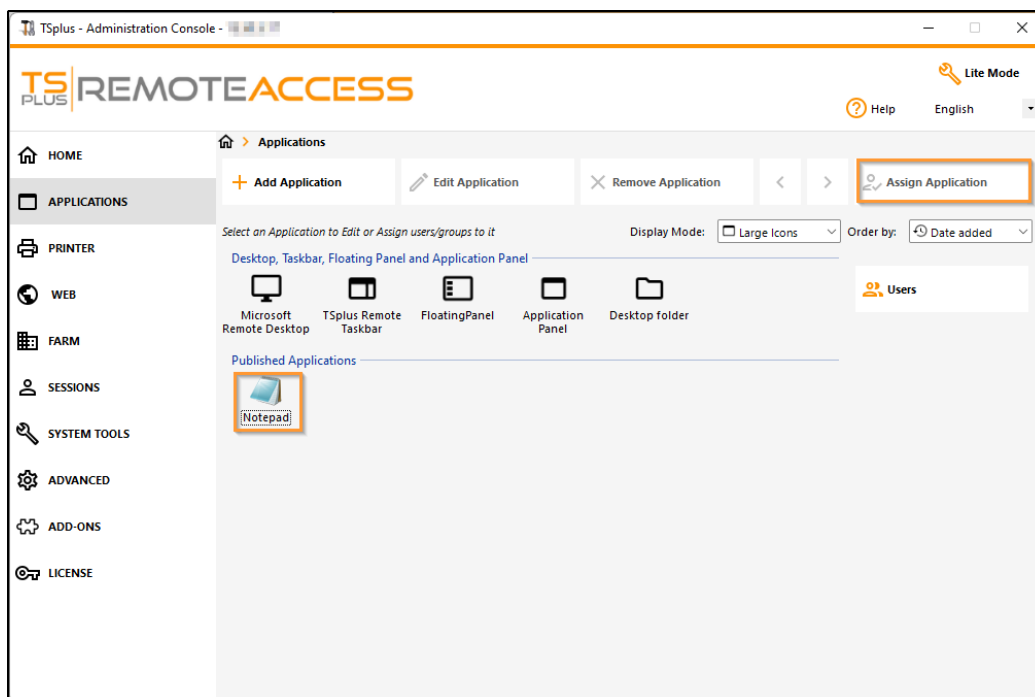 TSplus - Administration Console -
TS PLUS REMOTEACCESS
Lite Mode
Help English
HOME
APPLICATIONS
PRINTER
WEB
FARM
SESSIONS
SYSTEM TOOLS
ADVANCED
ADD-ONS
LICENSE
Applications
Add Application Edit Application Remove Application Assign Application
Select an Application to Edit or Assign users/groups to it Display Mode: Large Icons Order by: Date added
Desktop, Taskbar, Floating Panel and Application Panel
Microsoft Remote Desktop
TSplus Remote Taskbar
FloatingPanel
Application Panel
Desktop folder
Users
Published Applications
Notepad